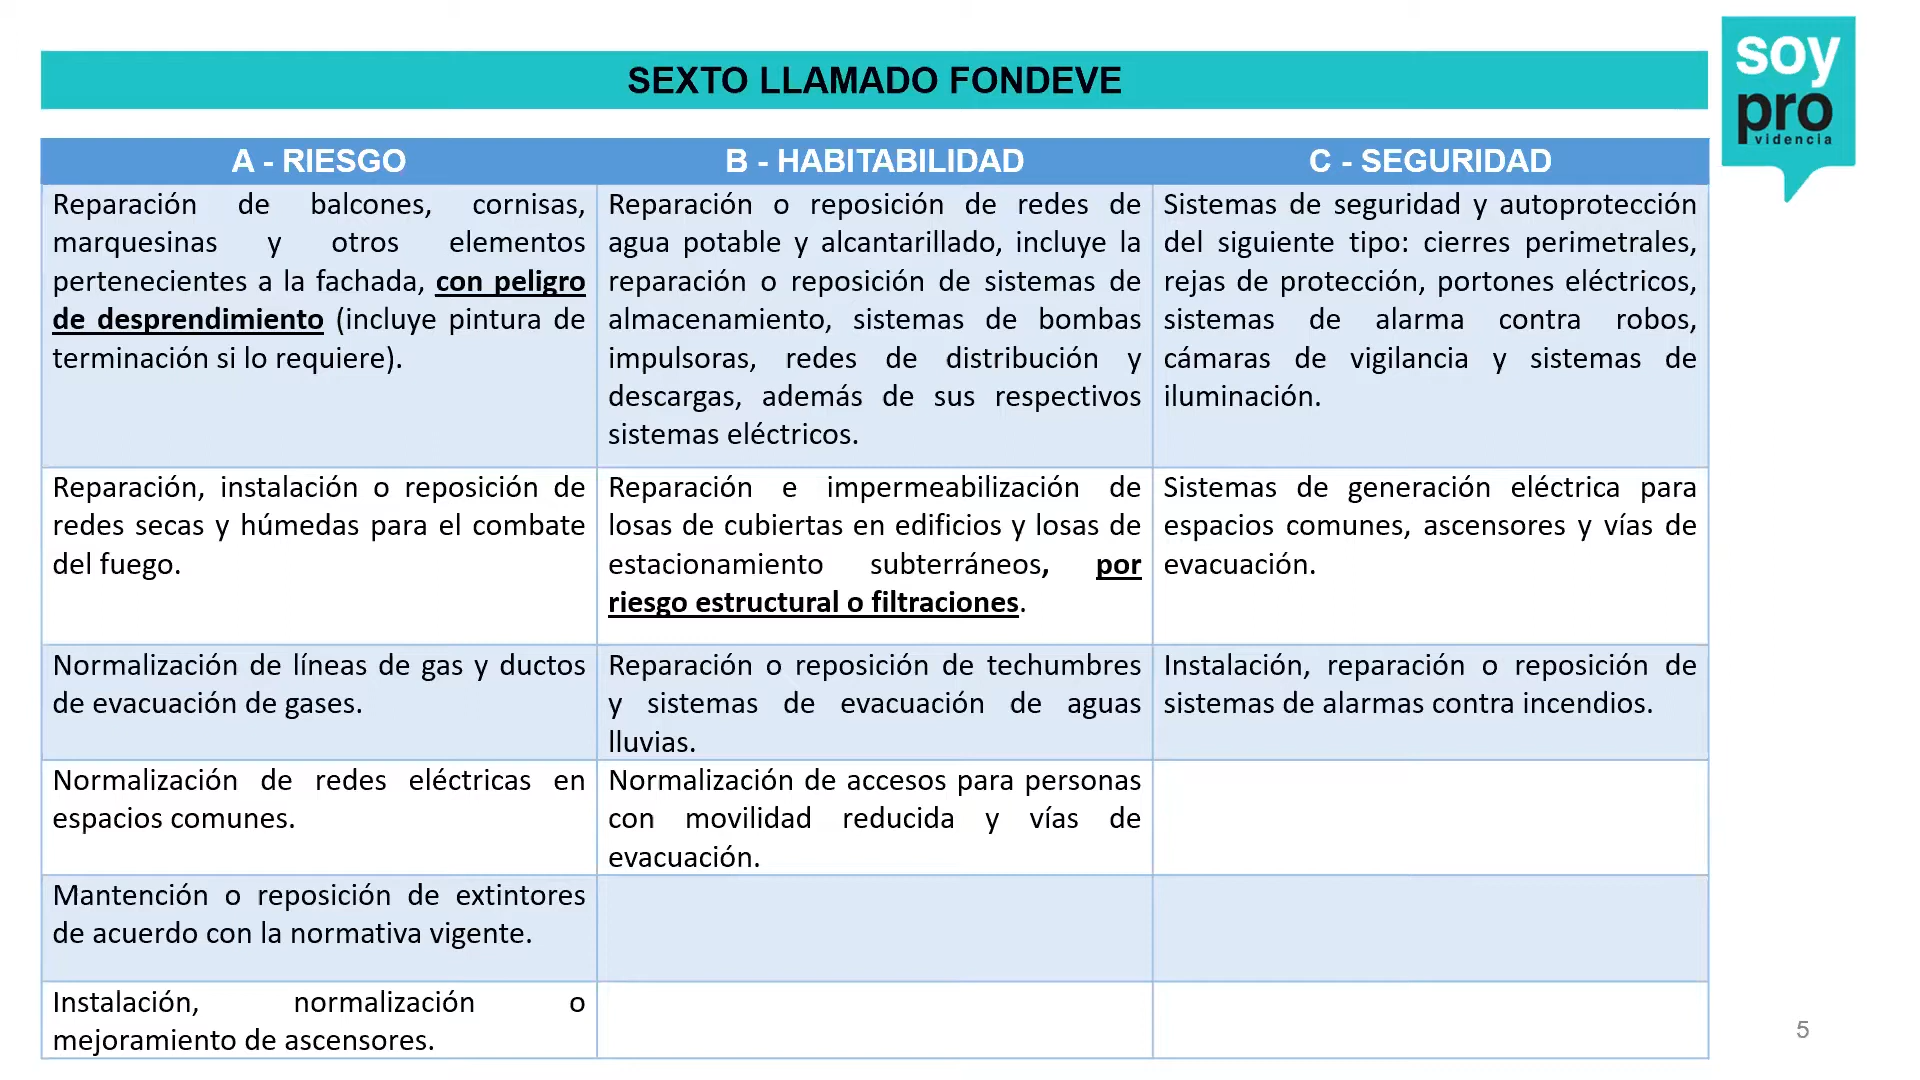 SEXTO LLAMADO FONDEVE
soy
pro
videncia
A - RIESGO
B - HABITABILIDAD
C - SEGURIDAD
Reparación de balcones, cornisas,
marquesinas y otros elementos
pertenecientes a la fachada, con peligro
de desprendimiento (incluye pintura de
terminación si lo requiere).
Reparación o reposición de redes de
agua potable y alcantarillado, incluye la
reparación o reposición de sistemas de
almacenamiento, sistemas de bombas
impulsoras, redes de distribución y
descargas, además de sus respectivos
sistemas eléctricos.
Sistemas de seguridad y autoprotección
del siguiente tipo: cierres perimetrales,
rejas de protección, portones eléctricos,
sistemas de alarma contra robos,
cámaras de vigilancia y sistemas de
iluminación.
Reparación, instalación o reposición de
redes secas y húmedas para el combate
del fuego.
Reparación e impermeabilización de
losas de cubiertas en edificios y losas de
estacionamiento subterráneos, por
riesgo estructural o filtraciones.
Sistemas de generación eléctrica para
espacios comunes, ascensores y vías de
evacuación.
Normalización de líneas de gas y ductos
de evacuación de gases.
Reparación o reposición de techumbres
y sistemas de evacuación de aguas
lluvias.
Instalación, reparación o reposición de
sistemas de alarmas contra incendios.
Normalización de redes eléctricas en
espacios comunes.
Normalización de accesos para personas
con movilidad reducida y vías de
evacuación.
Mantención o reposición de extintores
de acuerdo con la normativa vigente.
Instalación, normalización o
mejoramiento de ascensores.
5